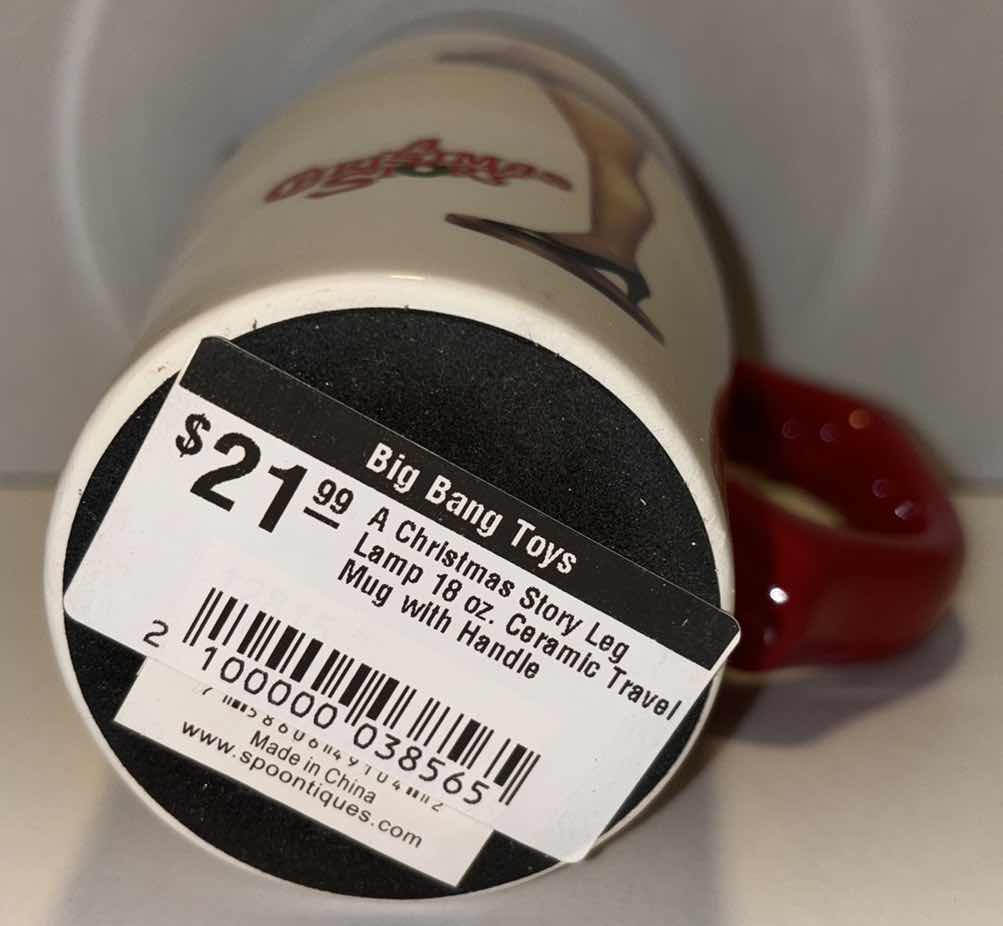 A
CHRISTMAS
STORY
Big Bang Toys
$21.99
A Christmas Story Leg
Lamp 18 oz. Ceramic Travel
Mug with Handle
2 100000 038565
Made in China
www.spoontiques.com